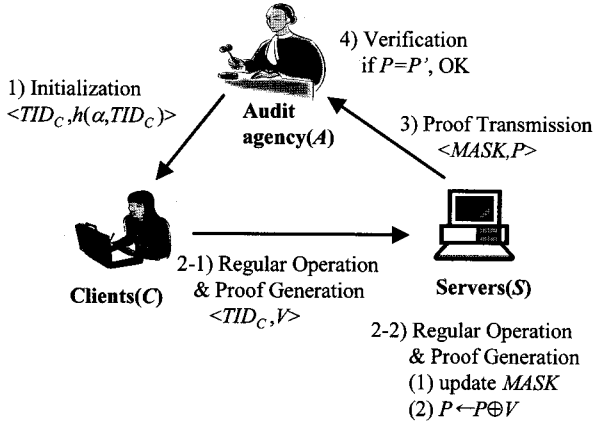 4) Verification
if P=P’, OK
1) Initialization
<TID_C,h(α,TID_C)>
Audit
agency(A)
3) Proof Transmission
<MASK,P>
2-1) Regular Operation
& Proof Generation
<TID_C,V>
Clients(C)
Servers(S)
2-2) Regular Operation
& Proof Generation
(1) update MASK
(2) P←P⊕V